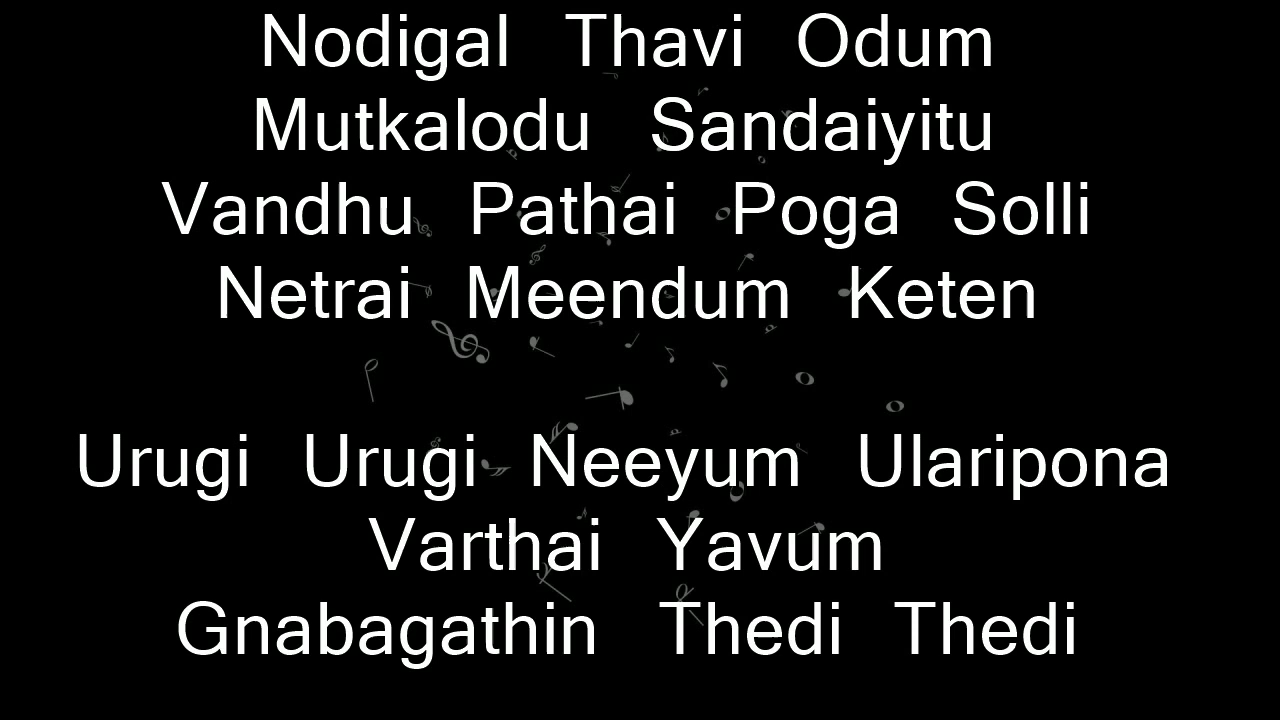 Nodigal Thavi Odum
Mutkalodu Sandaiyitu
Vandhu Pathai Poga Solli
Netrai Meendum Keten
Urugi Urugi Neeyum Ularipona
Varthai Yavum
Gnabagathin Thedi Thedi